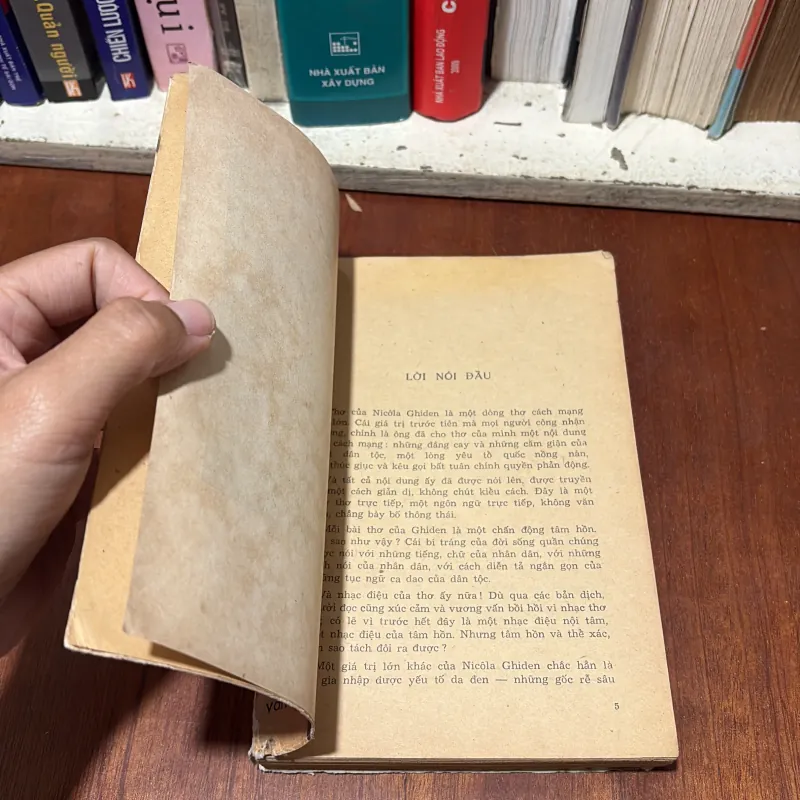 Quân người
CHIẾN LƯỢC
ụi
NHÀ XUẤT BẢN
XÂY DỰNG
NHÀ XUẤT BẢN LAO ĐỘNG
2005
C
LỜI NÓI ĐẦU
Thơ của Nicôla Ghiden là một dòng thơ cách mạng
lớn. Cái giá trị trước tiên mà mọi người công nhận
chính là ông đã cho thơ của mình một nội dung
cách mạng: những đắng cay và những căm giận của
dân tộc, một lòng yêu tổ quốc nồng nàn,
thúc giục và kêu gọi bất tuân chính quyền phản động.
Và tất cả nội dung ấy đã được nói lên, được truyền
một cách giản dị, không chút kiểu cách. Đây là một
thơ trực tiếp, một ngôn ngữ trực tiếp, không văn
chẳng bày bố thông thái.
Mỗi bài thơ của Ghiden là một chấn động tâm hồn.
sao như vậy? Cái bi tráng của đời sống quần chúng
nói với những tiếng, chữ của nhân dân, với những
nói của nhân dân, với cách diễn tả ngắn gọn của
tục ngữ ca dao của dân tộc.
Và nhạc điệu của thơ ấy nữa! Dù qua các bản dịch,
đọc cũng xúc cảm và vương vấn bồi hồi vì nhạc thơ
có lẽ vì trước hết đây là một nhạc điệu nội tâm,
nhạc điệu của tâm hồn. Nhưng tâm hồn và thể xác,
sao tách đôi ra được?
Một giá trị lớn khác của Nicôla Ghiden chắc hẳn là
gia nhập được yếu tố da đen — những gốc rễ sâu
5